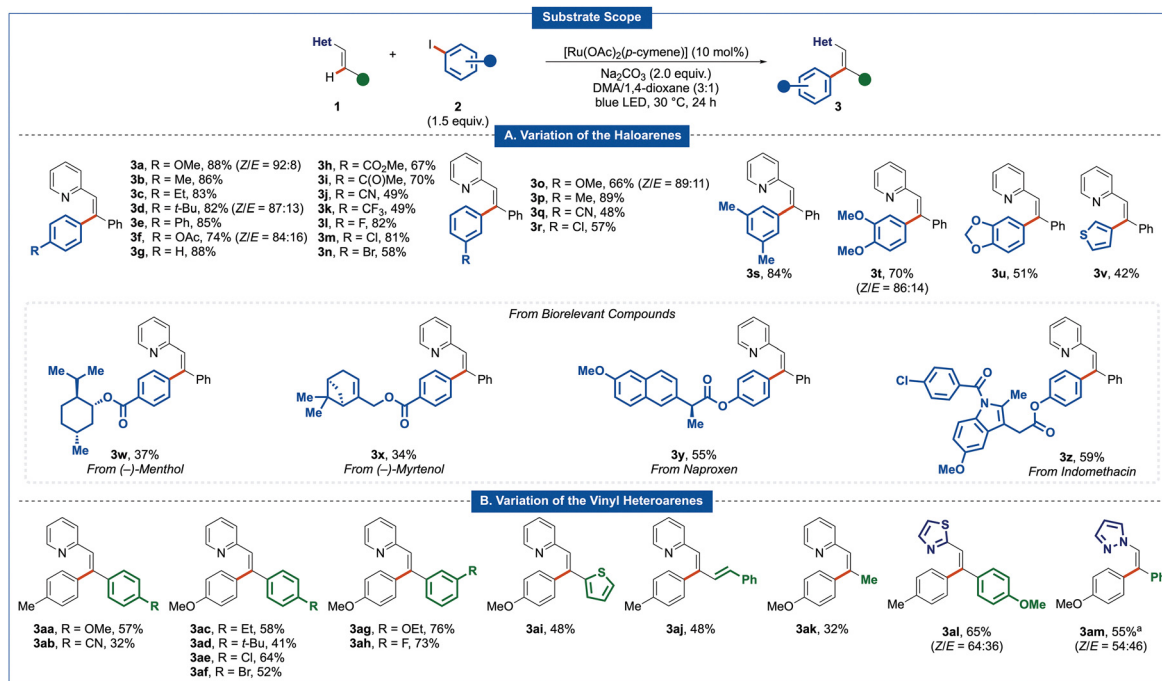 Substrate Scope
Het
H
1
+
I
2
(1.5 equiv.)
[Ru(OAc)2(p-cymene)] (10 mol%)
Na2CO3 (2.0 equiv.)
DMA/1,4-dioxane (3:1)
blue LED, 30 °C, 24 h
Het
3
A. Variation of the Haloarenes
N
Ph
R
3a, R = OMe, 88% (Z/E = 92:8)
3b, R = Me, 86%
3c, R = Et, 83%
3d, R = t-Bu, 82% (Z/E = 87:13)
3e, R = Ph, 85%
3f, R = OAc, 74% (Z/E = 84:16)
3g, R = H, 88%
3h, R = CO2Me, 67%
3i, R = C(O)Me, 70%
3j, R = CN, 49%
3k, R = CF3, 49%
3l, R = F, 82%
3m, R = Cl, 81%
3n, R = Br, 58%
N
Ph
R
3o, R = OMe, 66% (Z/E = 89:11)
3p, R = Me, 89%
3q, R = CN, 48%
3r, R = Cl, 57%
N
Me
Ph
Me
3s, 84%
N
MeO
Ph
MeO
3t, 70%
(Z/E = 86:14)
N
O
Ph
O
3u, 51%
N
S
Ph
3v, 42%
From Biorelevant Compounds
N
Me
Me
Ph
O
O
Me
3w, 37%
From (–)-Menthol
N
Ph
Me
Me
O
O
3x, 34%
From (–)-Myrtenol
N
MeO
O
Ph
O
Me
3y, 55%
From Naproxen
N
Cl
O
Ph
N
Me
O
O
MeO
3z, 59%
From Indomethacin
B. Variation of the Vinyl Heteroarenes
N
Me
R
3aa, R = OMe, 57%
3ab, R = CN, 32%
N
MeO
R
3ac, R = Et, 58%
3ad, R = t-Bu, 41%
3ae, R = Cl, 64%
3af, R = Br, 52%
N
R
MeO
3ag, R = OEt, 76%
3ah, R = F, 73%
N
S
MeO
3ai, 48%
N
Ph
Me
3aj, 48%
N
Me
MeO
3ak, 32%
S
N
Me
OMe
3al, 65%
(Z/E = 64:36)
N
N
Ph
MeO
3am, 55%a
(Z/E = 54:46)